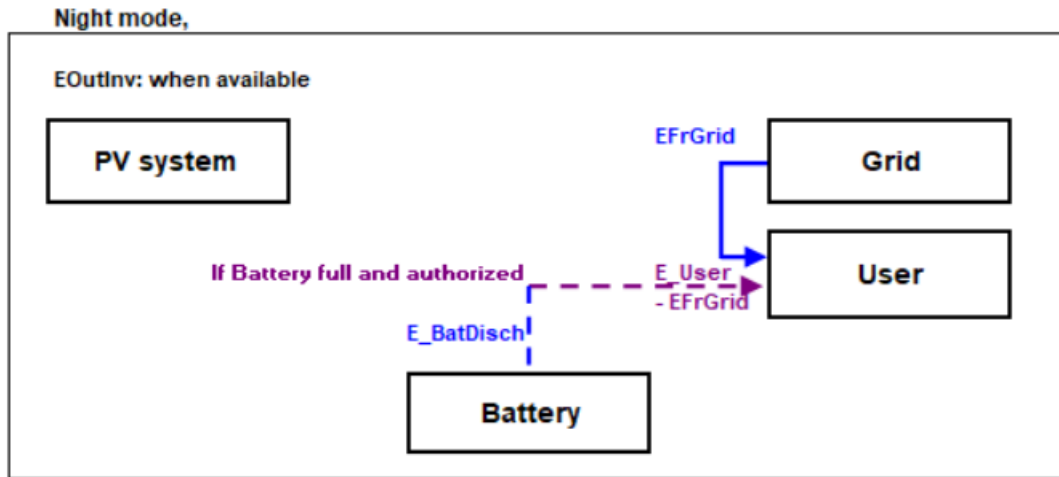 Night mode,
EOutInv: when available
PV system
EFrGrid
Grid
If Battery full and authorized
E_User
- EFrGrid
User
E_BatDisch
Battery